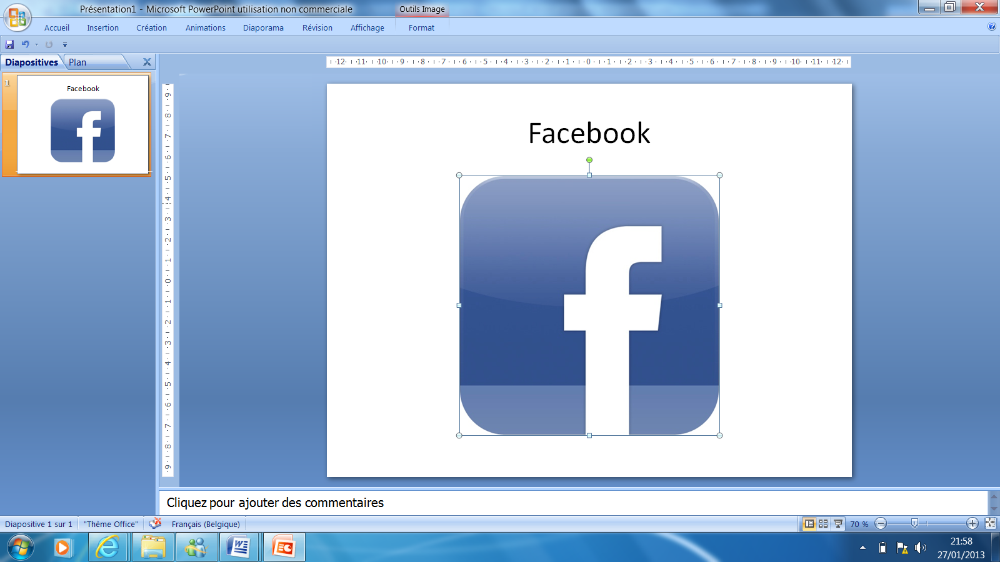 Présentation1 - Microsoft PowerPoint utilisation non commerciale
Outils Image
Accueil Insertion Création Animations Diaporama Révision Affichage Format
Diapositives Plan
1
Facebook
12 11 10 9 8 7 6 5 4 3 2 1 0 1 2 3 4 5 6 7 8 9 10 11 12
9 8 7 6 5 4 3 2 1 0 1 2 3 4 5 6 7 8 9
Facebook
f
Cliquez pour ajouter des commentaires
Diapositive 1 sur 1 "Thème Office" Français (Belgique) 70 %
21:58
27/01/2013